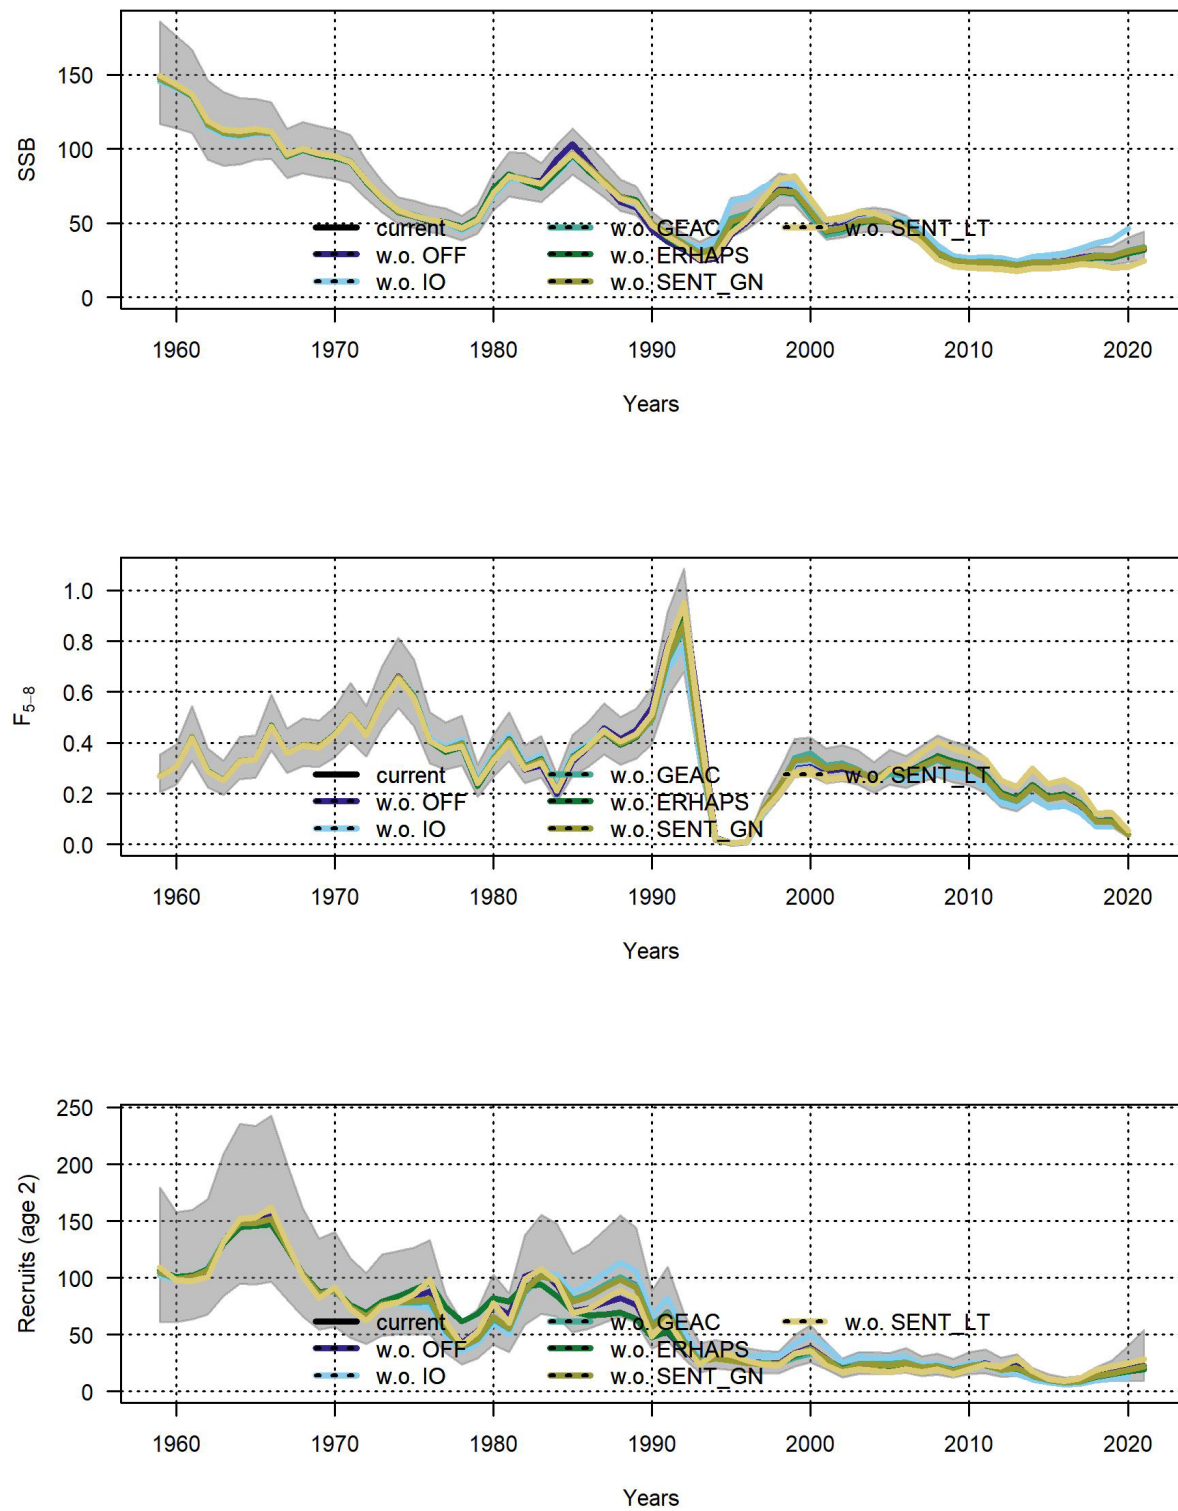 SSB
150
100
50
0
current
w.o. GEAC
w.o. SENT_LT
w.o. OFF
w.o. ERHAPS
w.o. IO
w.o. SENT_GN
1960 1970 1980 1990 2000 2010 2020
Years
F5−8
1.0
0.8
0.6
0.4
0.2
0.0
current
w.o. GEAC
w.o. SENT_LT
w.o. OFF
w.o. ERHAPS
w.o. IO
w.o. SENT_GN
1960 1970 1980 1990 2000 2010 2020
Years
Recruits (age 2)
250
200
150
100
50
0
current
w.o. GEAC
w.o. SENT_LT
w.o. OFF
w.o. ERHAPS
w.o. IO
w.o. SENT_GN
1960 1970 1980 1990 2000 2010 2020
Years